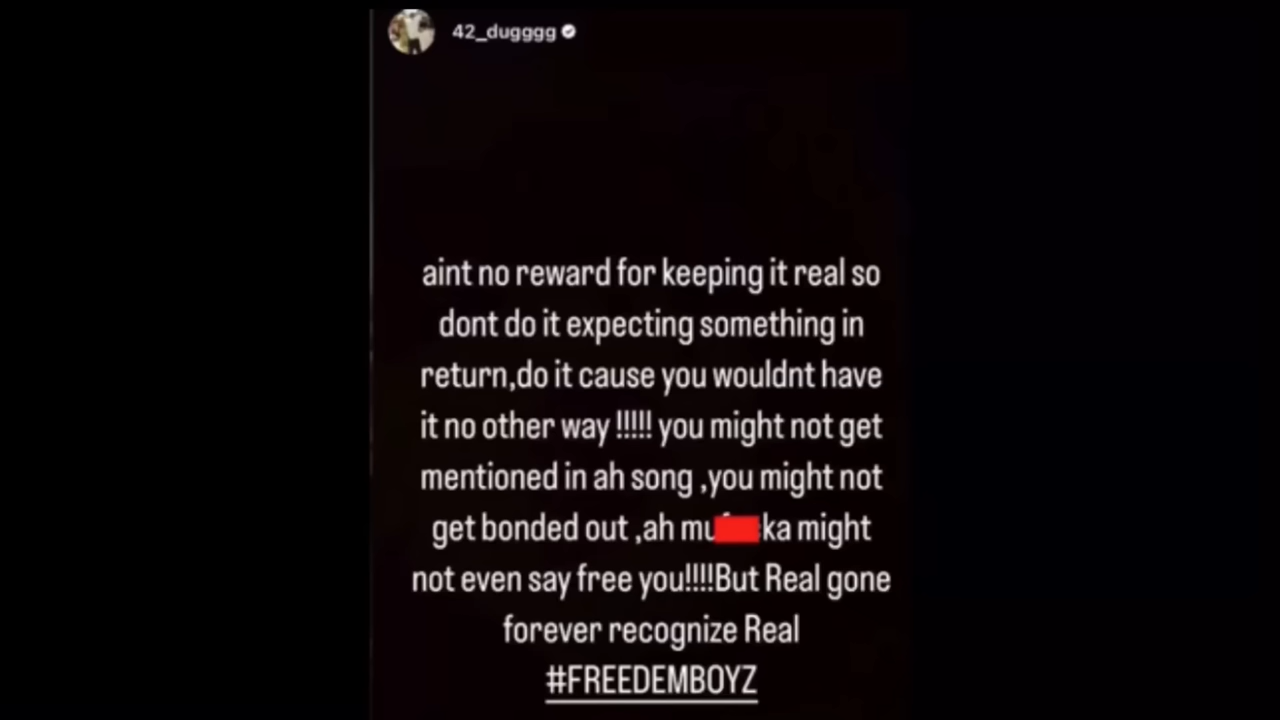 42_dugggg
aint no reward for keeping it real so
dont do it expecting something in
return,do it cause you wouldnt have
it no other way !!!!! you might not get
mentioned in ah song ,you might not
get bonded out ,ah might
not even say free you!!!!But Real gone
forever recognize Real
#FREEDEMBOYZ